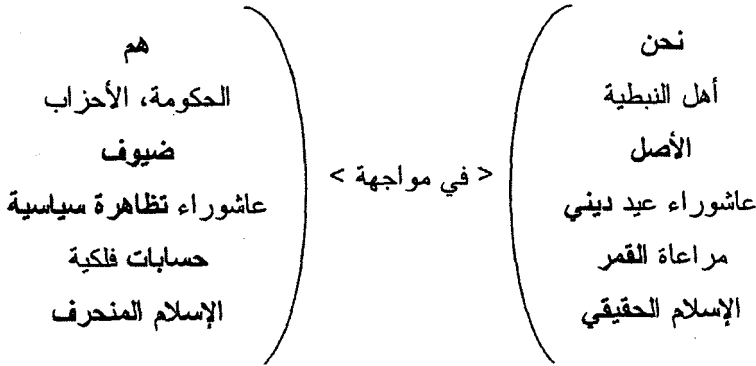 نحن
أهل النبطية
الأصل
عاشوراء عيد ديني
مراعاة القمر
الإسلام الحقيقي
< في مواجهة >
هم
الحكومة، الأحزاب
ضيوف
عاشوراء تظاهرة سياسية
حسابات فلكية
الإسلام المنحرف